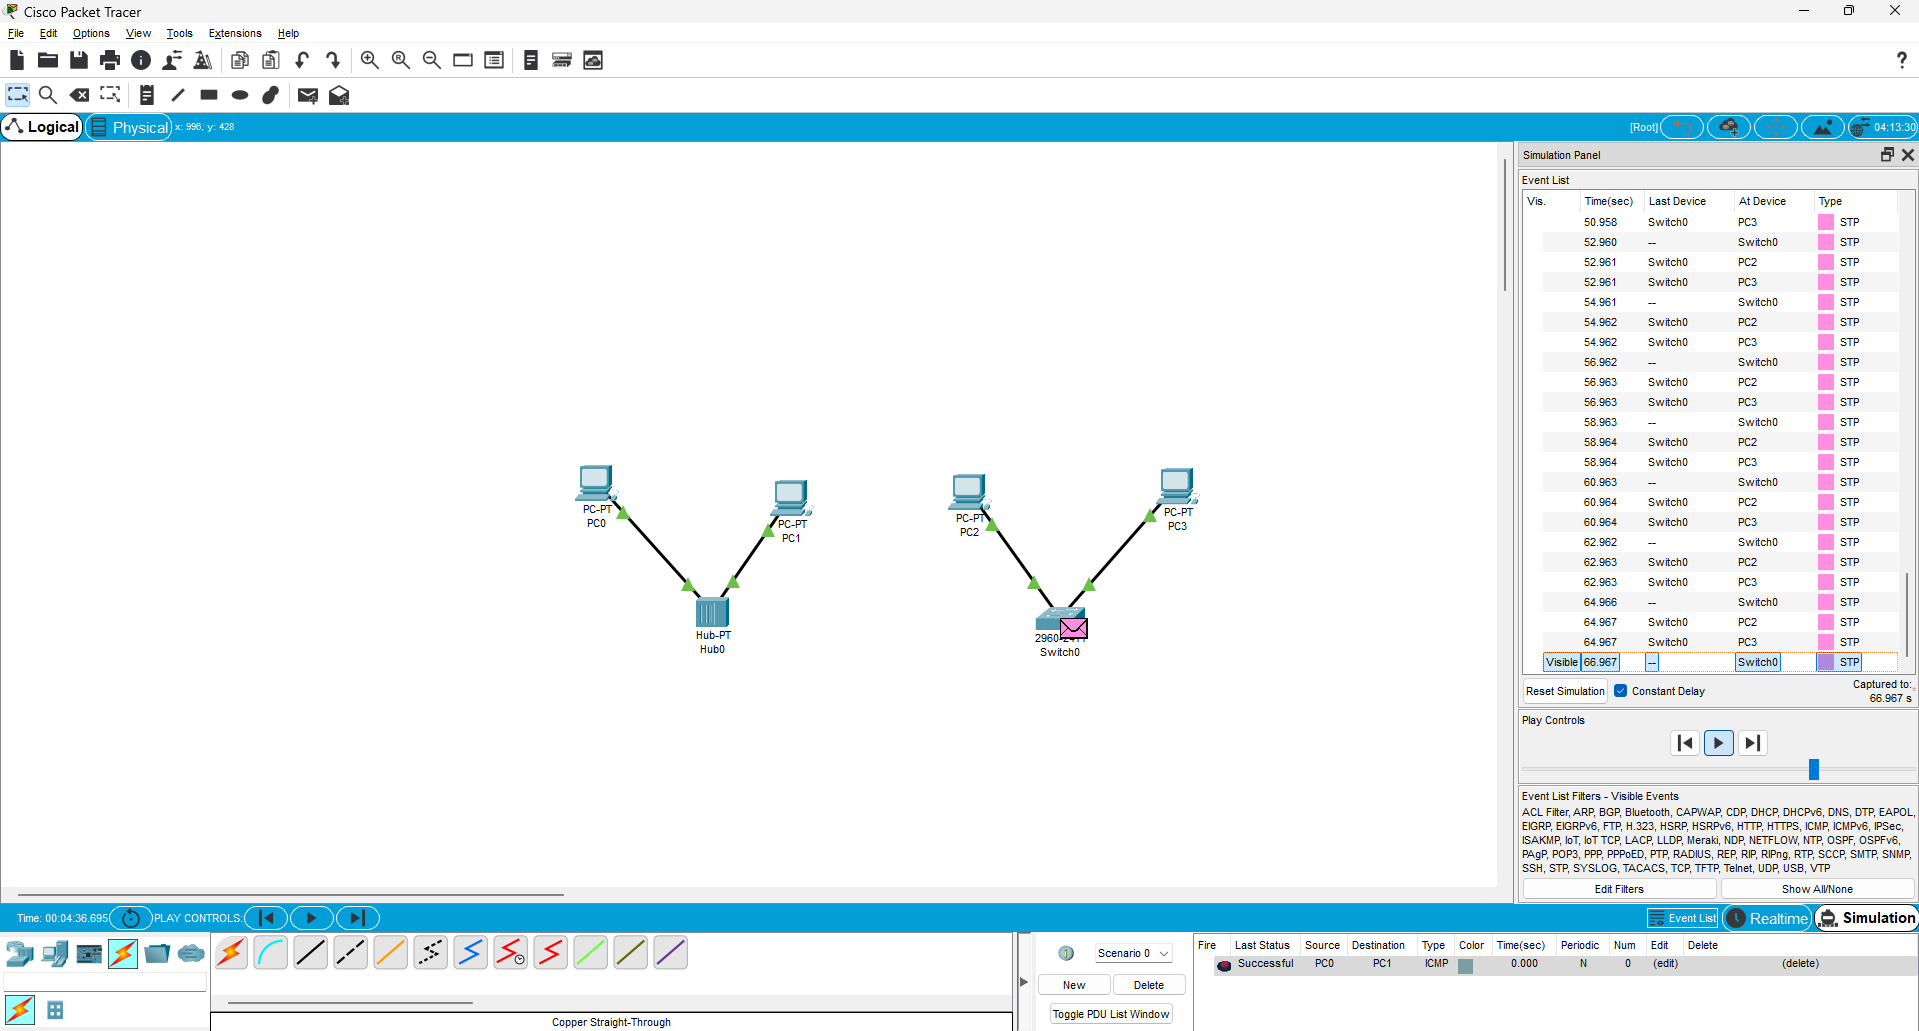 Cisco Packet Tracer
File Edit Options View Tools Extensions Help
?
Logical Physical x: 996, y: 428 [Root] 04:13:30
Simulation Panel
Event List
Vis. Time(sec) Last Device At Device Type
50.958 Switch0 PC3 STP
52.960 -- Switch0 STP
52.961 Switch0 PC2 STP
52.961 Switch0 PC3 STP
54.961 -- Switch0 STP
54.962 Switch0 PC2 STP
54.962 Switch0 PC3 STP
56.962 -- Switch0 STP
56.963 Switch0 PC2 STP
56.963 Switch0 PC3 STP
58.963 -- Switch0 STP
58.964 Switch0 PC2 STP
58.964 Switch0 PC3 STP
60.963 -- Switch0 STP
60.964 Switch0 PC2 STP
60.964 Switch0 PC3 STP
62.962 -- Switch0 STP
62.963 Switch0 PC2 STP
62.963 Switch0 PC3 STP
64.966 -- Switch0 STP
64.967 Switch0 PC2 STP
64.967 Switch0 PC3 STP
Visible 66.967 -- Switch0 STP
Reset Simulation Constant Delay Captured to:
66.967 s
Play Controls
Event List Filters - Visible Events
ACL Filter, ARP, BGP, Bluetooth, CAPWAP, CDP, DHCP, DHCPv6, DNS, DTP, EAPOL,
EIGRP, EIGRPv6, FTP, H.323, HSRP, HSRPv6, HTTP, HTTPS, ICMP, ICMPv6, IPSec,
ISAKMP, IoT, IoT TCP, LACP, LLDP, Meraki, NDP, NETFLOW, NTP, OSPF, OSPFv6,
PAgP, POP3, PPP, PPPoED, PTP, RADIUS, REP, RIP, RIPng, RTP, SCCP, SMTP, SNMP,
SSH, STP, SYSLOG, TACACS, TCP, TFTP, Telnet, UDP, USB, VTP
Edit Filters Show All/None
PC-PT
PC0
PC-PT
PC1
PC-PT
PC2
PC-PT
PC3
Hub-PT
Hub0
Switch0
Time: 00:04:36.695 PLAY CONTROLS: Event List Realtime Simulation
Scenario 0
New Delete
Toggle PDU List Window
Fire Last Status Source Destination Type Color Time(sec) Periodic Num Edit Delete
Successful PC0 PC1 ICMP 0.000 N 0 (edit) (delete)
Copper Straight-Through